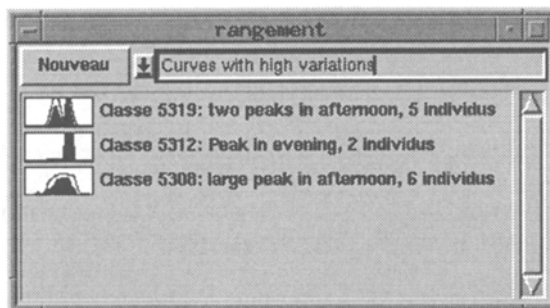 rangement
Nouveau Curves with high variations
Classe 5319: two peaks in afternoon, 5 individus
Classe 5312: Peak in evening, 2 individus
Classe 5308: large peak in afternoon, 6 individus